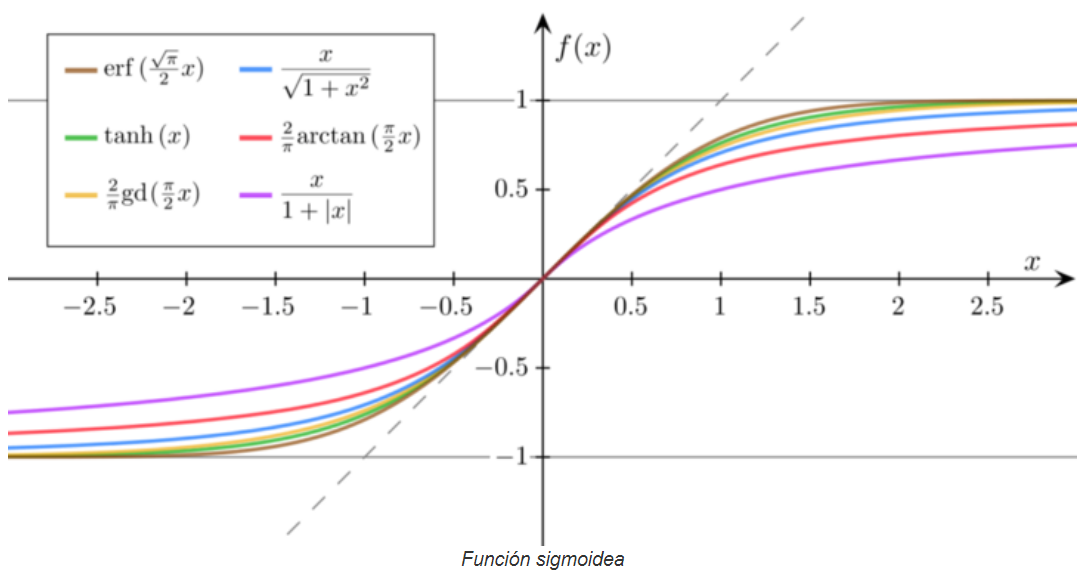 f(x)
erf (√π/2 x)   x/√(1 + x²)
tanh (x)   2/π arctan (π/2 x)
2/π gd(π/2 x)   x/(1 + |x|)
1
0.5
x
−2.5 −2 −1.5 −1 −0.5 0.5 1 1.5 2 2.5
−0.5
−1
Función sigmoidea